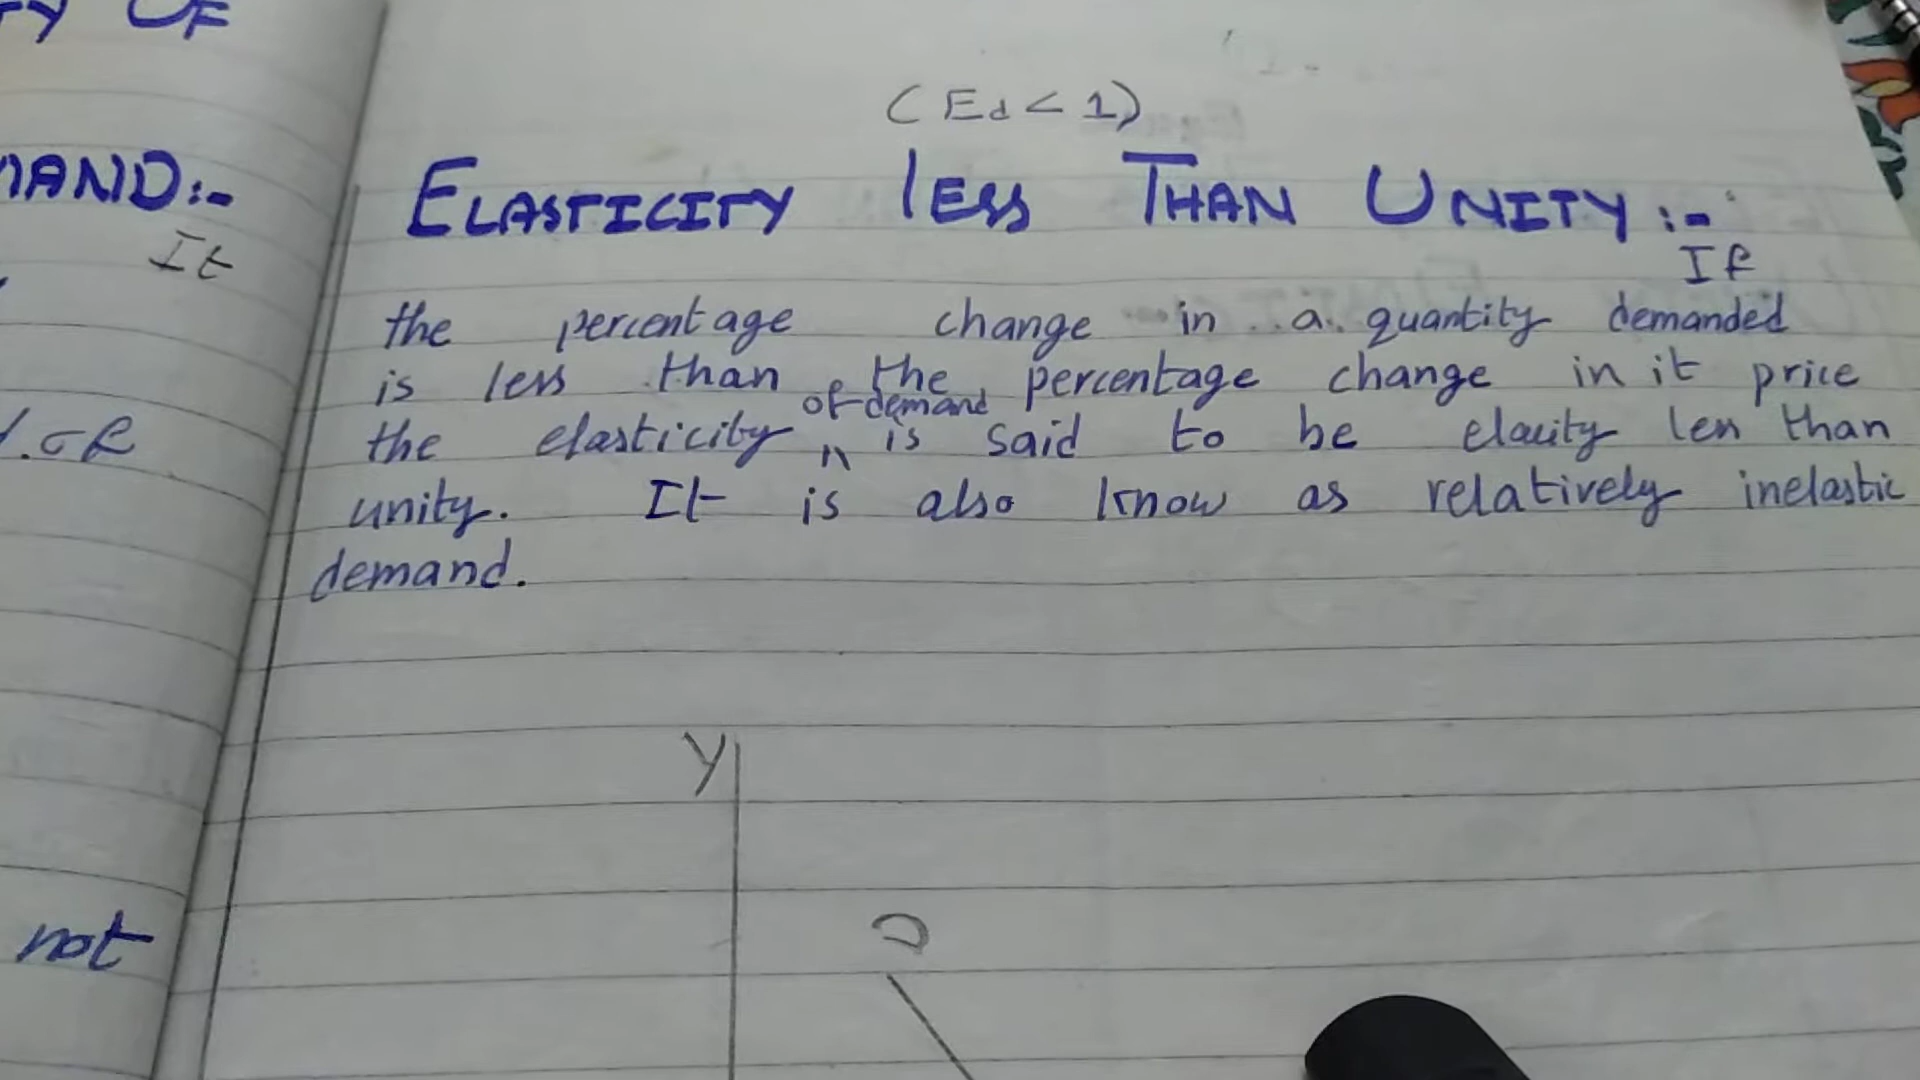 TY OF
MAND:-
It
not
(Ed < 1)
ELASTICITY LESS THAN UNITY :-
If
the percentage change in a quantity demanded
is less than the percentage change in it price
of demand
the elasticity is said to be elacity less than
unity. It is also know as relatively inelastic
demand.
Y
D